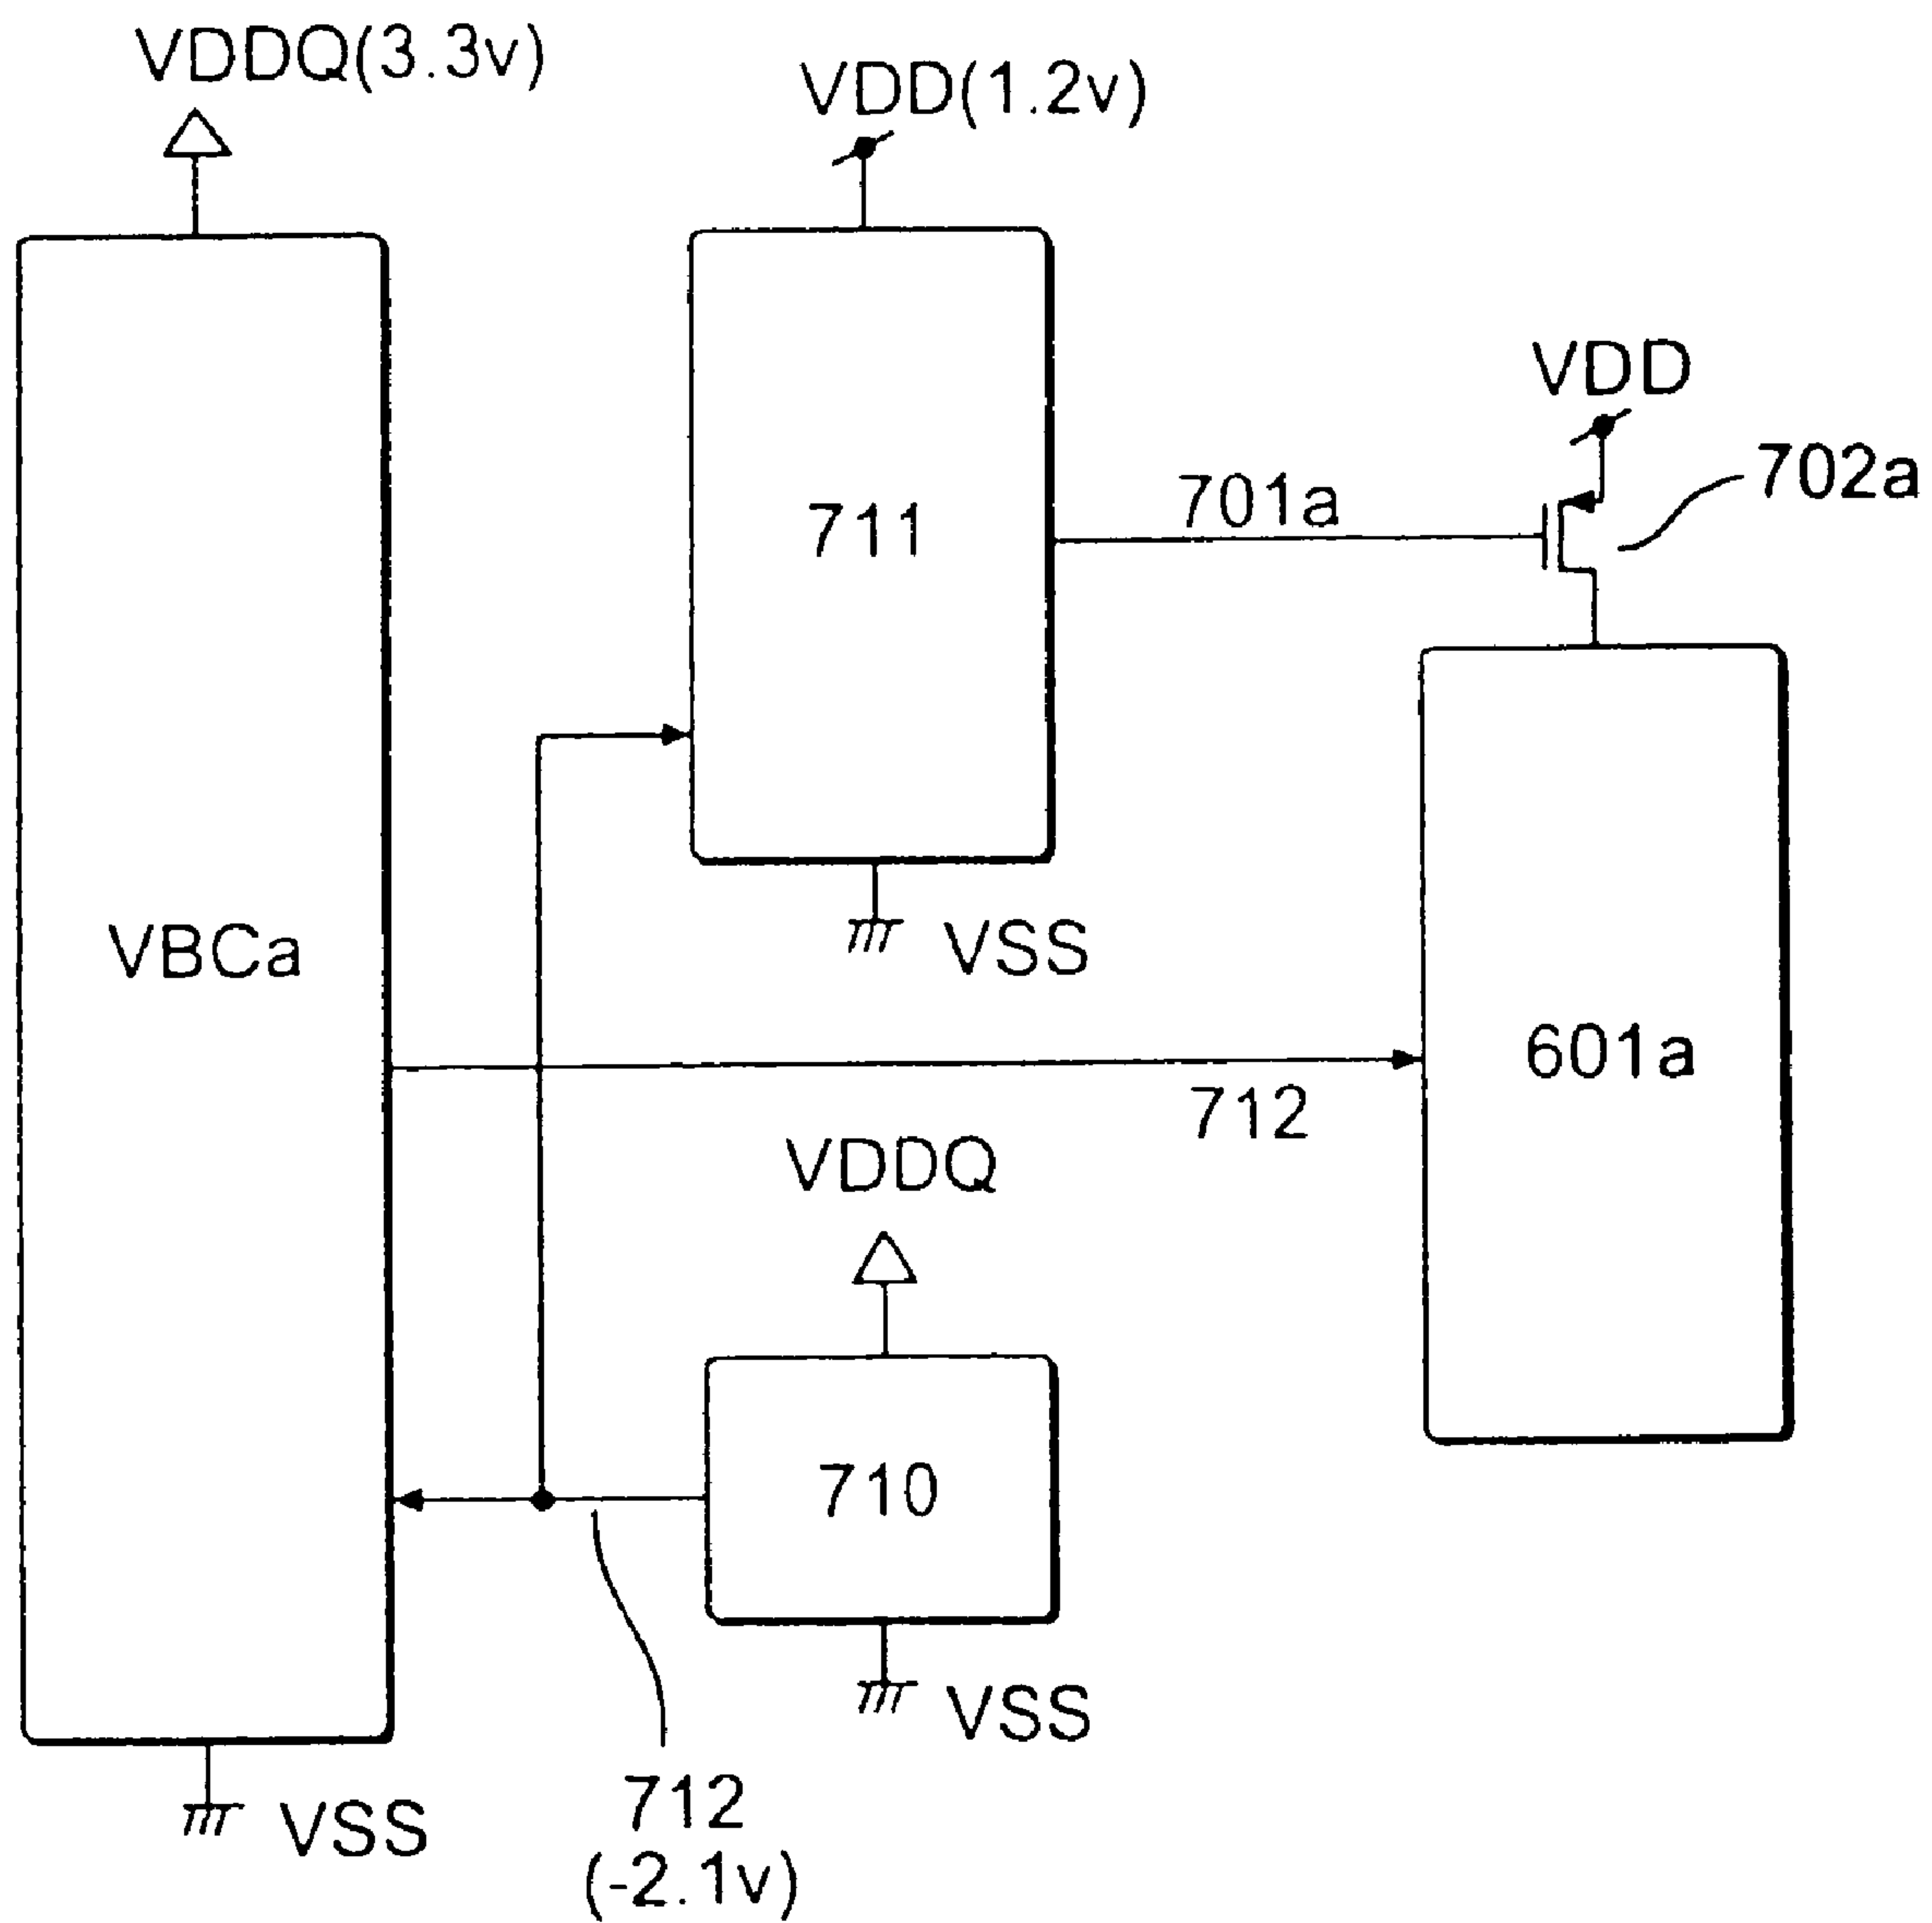 VDDQ(3.3v)
VDD(1.2v)
VDD
702a
701a
711
VSS
VBCa
601a
712
VDDQ
710
VSS
712
(-2.1v)
VSS